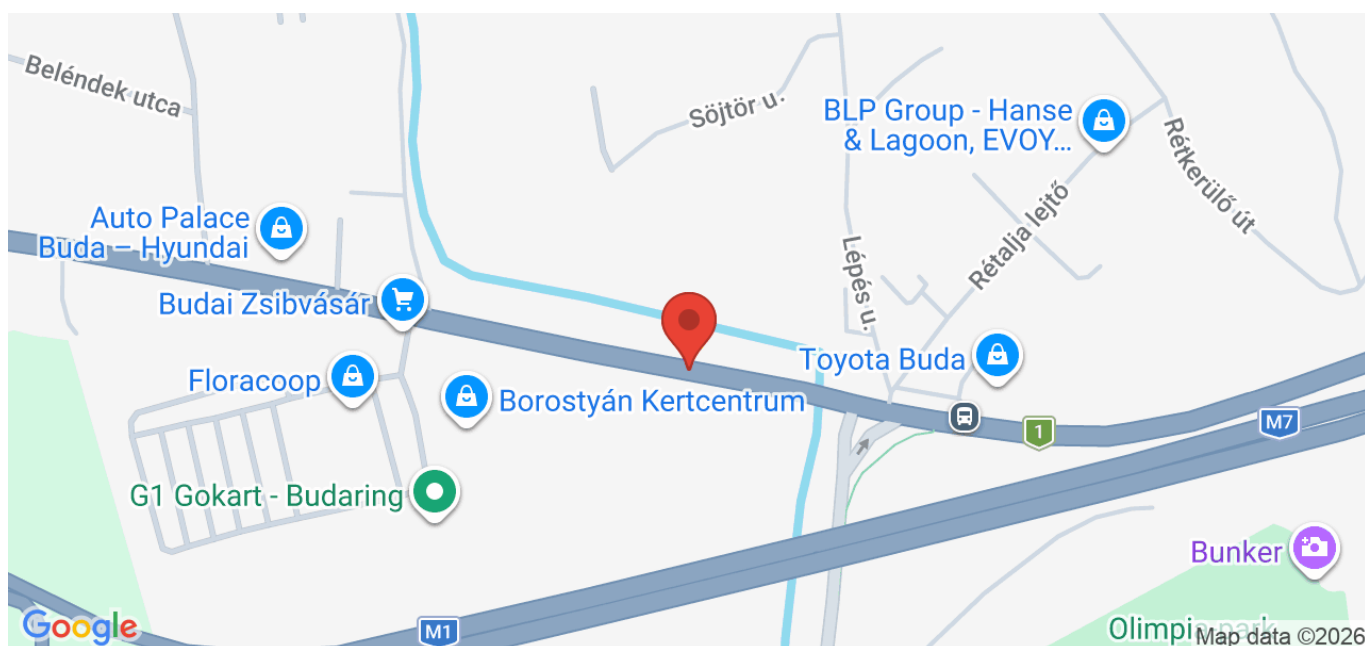 Beléndek utca
Söjtör u.
BLP Group - Hanse
& Lagoon, EVOY...
Rétkerülő út
Auto Palace
Buda – Hyundai
Lépés u.
Rétalja lejtő
Budai Zsibvásár
Toyota Buda
Floracoop
Borostyán Kertcentrum
1
M7
G1 Gokart - Budaring
Bunker
Google
M1
Olimpia park
Map data ©2026